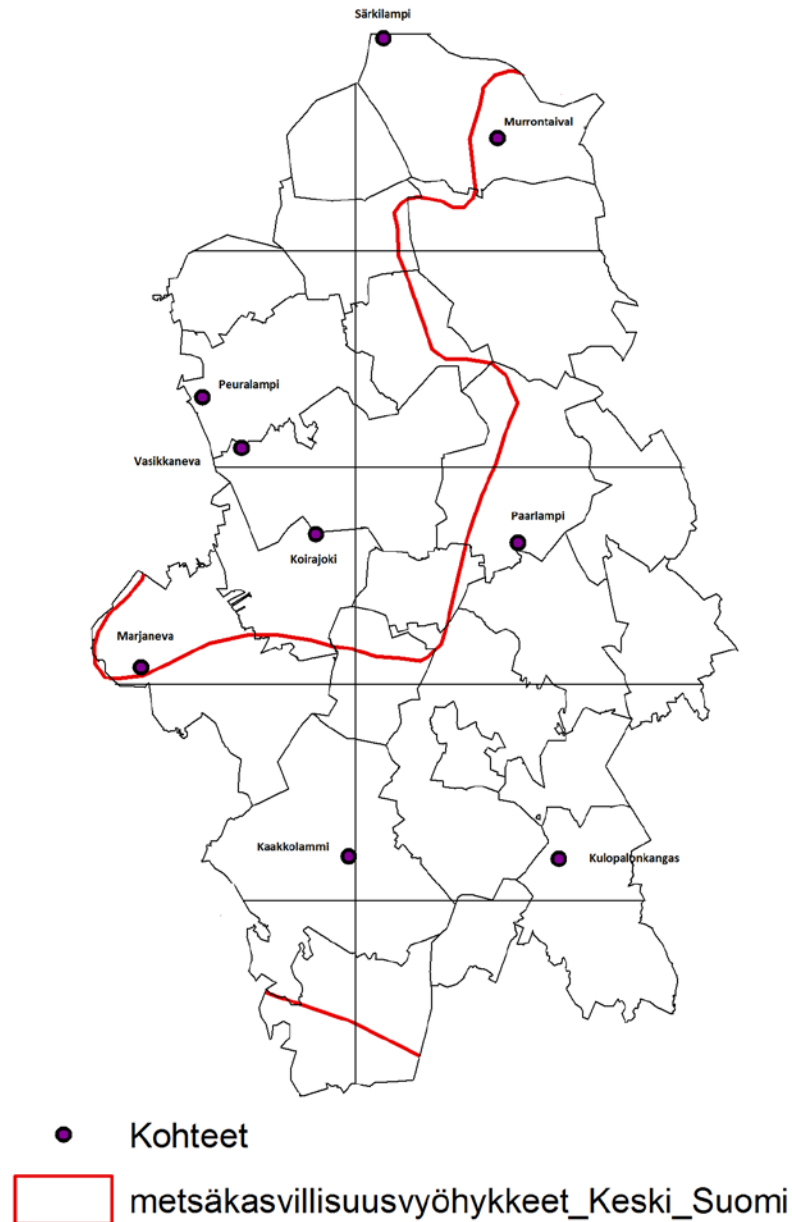 Särkilampi
Murrontaival
Peuralampi
Vasikkaneva
Paarlampi
Koirajoki
Marjaneva
Kaakkolammi
Kulopalonkangas
Kohteet
metsäkasvillisuusvyöhykkeet_Keski_Suomi